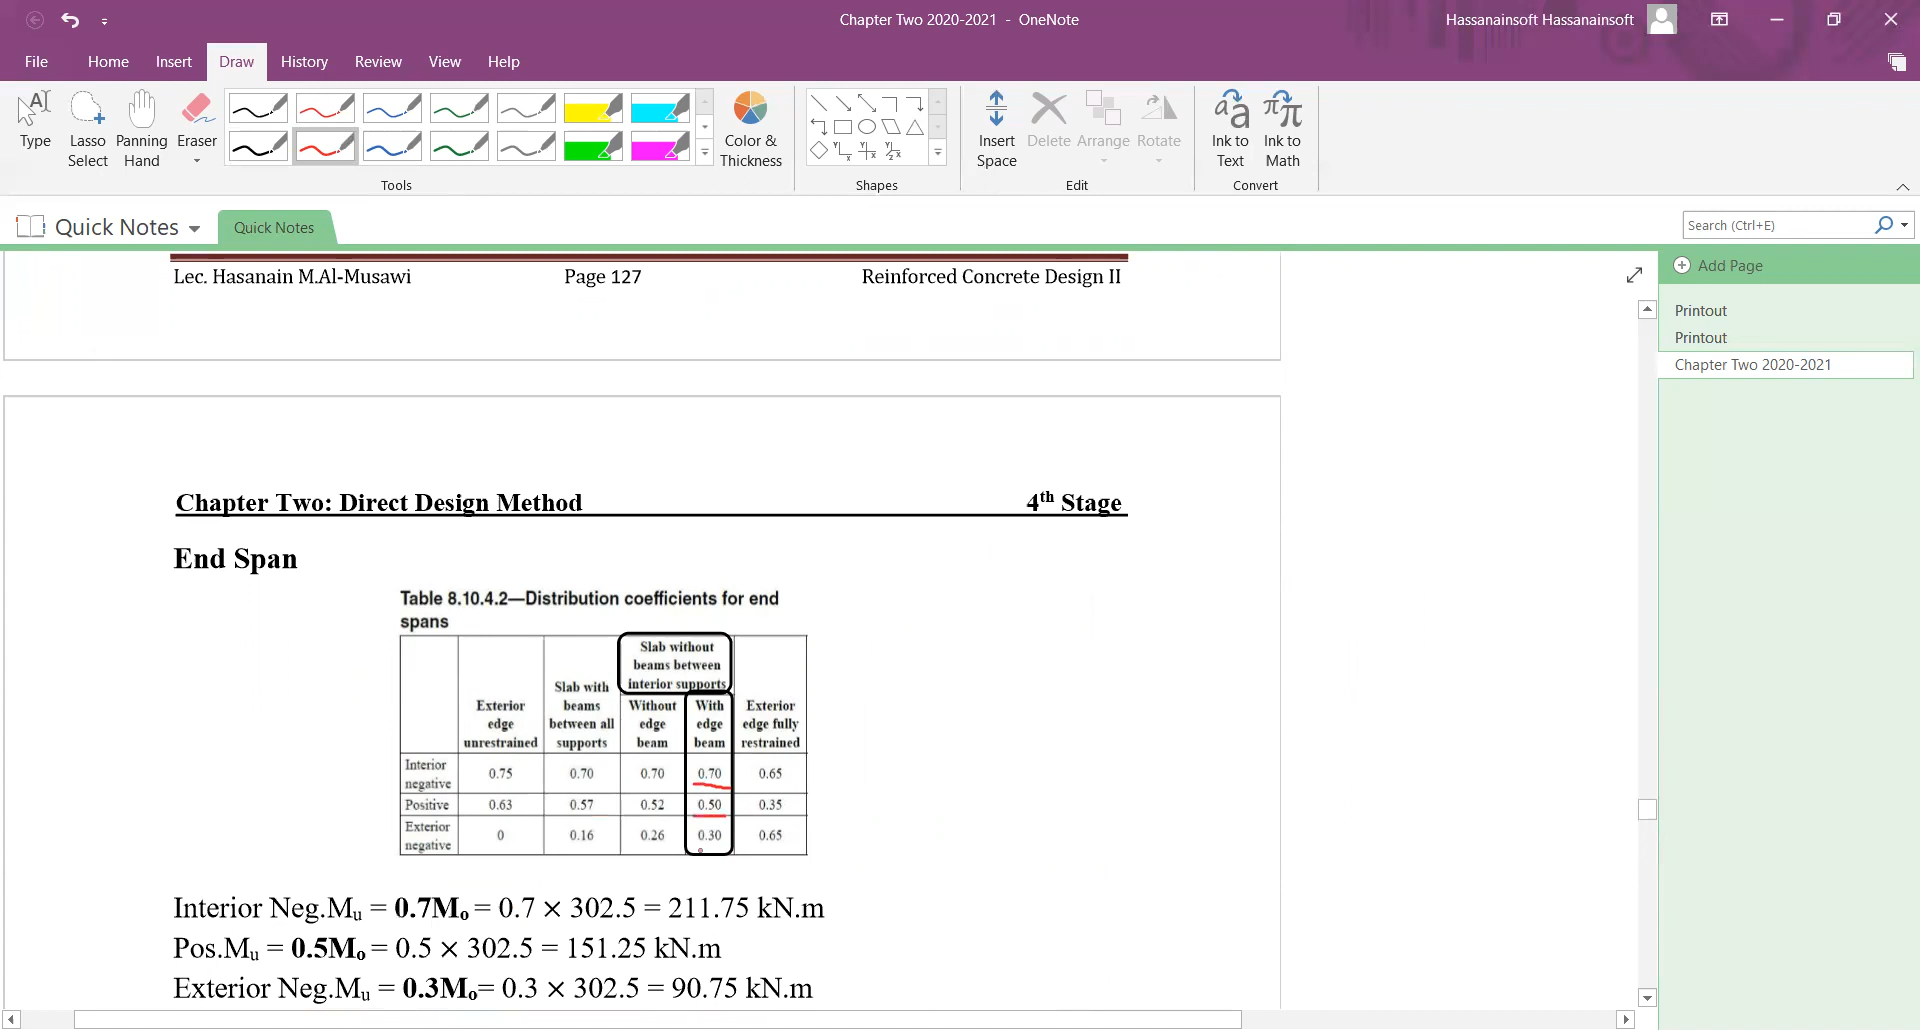 Chapter Two 2020-2021 - OneNote
Hassanainsoft Hassanainsoft
File
Home
Insert
Draw
History
Review
View
Help
Type
Lasso
Select
Panning
Hand
Eraser
Color &
Thickness
Insert
Space
Delete
Arrange
Rotate
Ink to
Text
Ink to
Math
Tools
Shapes
Edit
Convert
Quick Notes
Quick Notes
Search (Ctrl+E)
Add Page
Printout
Printout
Chapter Two 2020-2021
Lec. Hasanain M.Al-Musawi Page 127 Reinforced Concrete Design II
Chapter Two: Direct Design Method 4th Stage
End Span
Table 8.10.4.2—Distribution coefficients for end
spans
Exterior
edge
unrestrained
Slab with
beams
between all
supports
Slab without
beams between
interior supports
Without
edge
beam
With
edge
beam
Exterior
edge fully
restrained
Interior
negative
0.75 0.70 0.70 0.70 0.65
Positive 0.63 0.57 0.52 0.50 0.35
Exterior
negative
0 0.16 0.26 0.30 0.65
Interior Neg.Mu = 0.7Mo = 0.7 × 302.5 = 211.75 kN.m
Pos.Mu = 0.5Mo = 0.5 × 302.5 = 151.25 kN.m
Exterior Neg.Mu = 0.3Mo= 0.3 × 302.5 = 90.75 kN.m